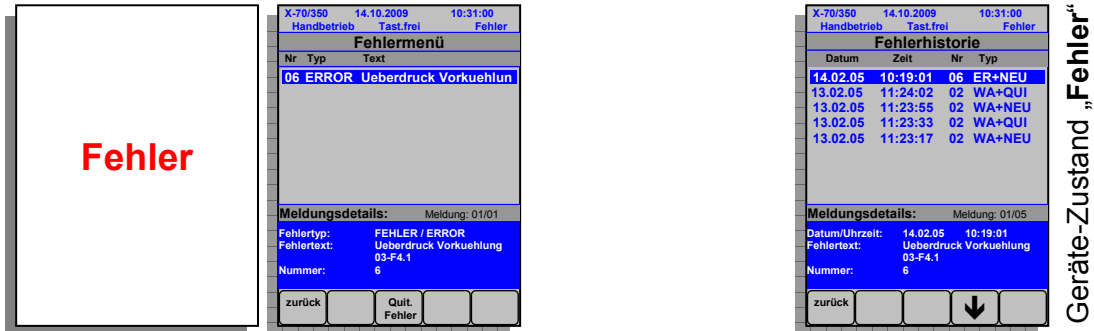 Fehler
X-70/350 14.10.2009 10:31:00
Handbetrieb Tast.frei Fehler
Fehlermenü
Nr Typ Text
06 ERROR Ueberdruck Vorkuehlun
Meldungsdetails: Meldung: 01/01
Fehlertyp: FEHLER / ERROR
Fehlertext: Ueberdruck Vorkuehlung
03-F4.1
Nummer: 6
zurück Quit.
Fehler
X-70/350 14.10.2009 10:31:00
Handbetrieb Tast.frei Fehler
Fehlerhistorie
Datum Zeit Nr Typ
14.02.05 10:19:01 06 ER+NEU
13.02.05 11:24:02 02 WA+QUI
13.02.05 11:23:55 02 WA+NEU
13.02.05 11:23:33 02 WA+QUI
13.02.05 11:23:17 02 WA+NEU
Meldungsdetails: Meldung: 01/05
Datum/Uhrzeit: 14.02.05 10:19:01
Fehlertext: Ueberdruck Vorkuehlung
03-F4.1
Nummer: 6
zurück
Geräte-Zustand „Fehler“